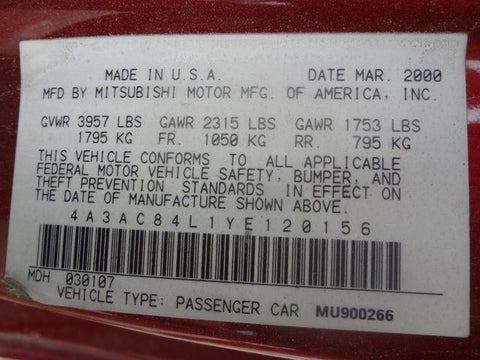 MADE IN U.S.A. DATE MAR. 2000
MFD BY MITSUBISHI MOTOR MFG. OF AMERICA, INC.
GVWR 3957 LBS GAWR 2315 LBS GAWR 1753 LBS
1795 KG FR. 1050 KG RR. 795 KG
THIS VEHICLE CONFORMS TO ALL APPLICABLE
FEDERAL MOTOR VEHICLE SAFETY, BUMPER, AND
THEFT PREVENTION STANDARDS IN EFFECT ON
THE DATE OF MANUFACTURE SHOWN ABOVE.
4A3AC84L1YE120156
MDH 030107
VEHICLE TYPE: PASSENGER CAR MU900266